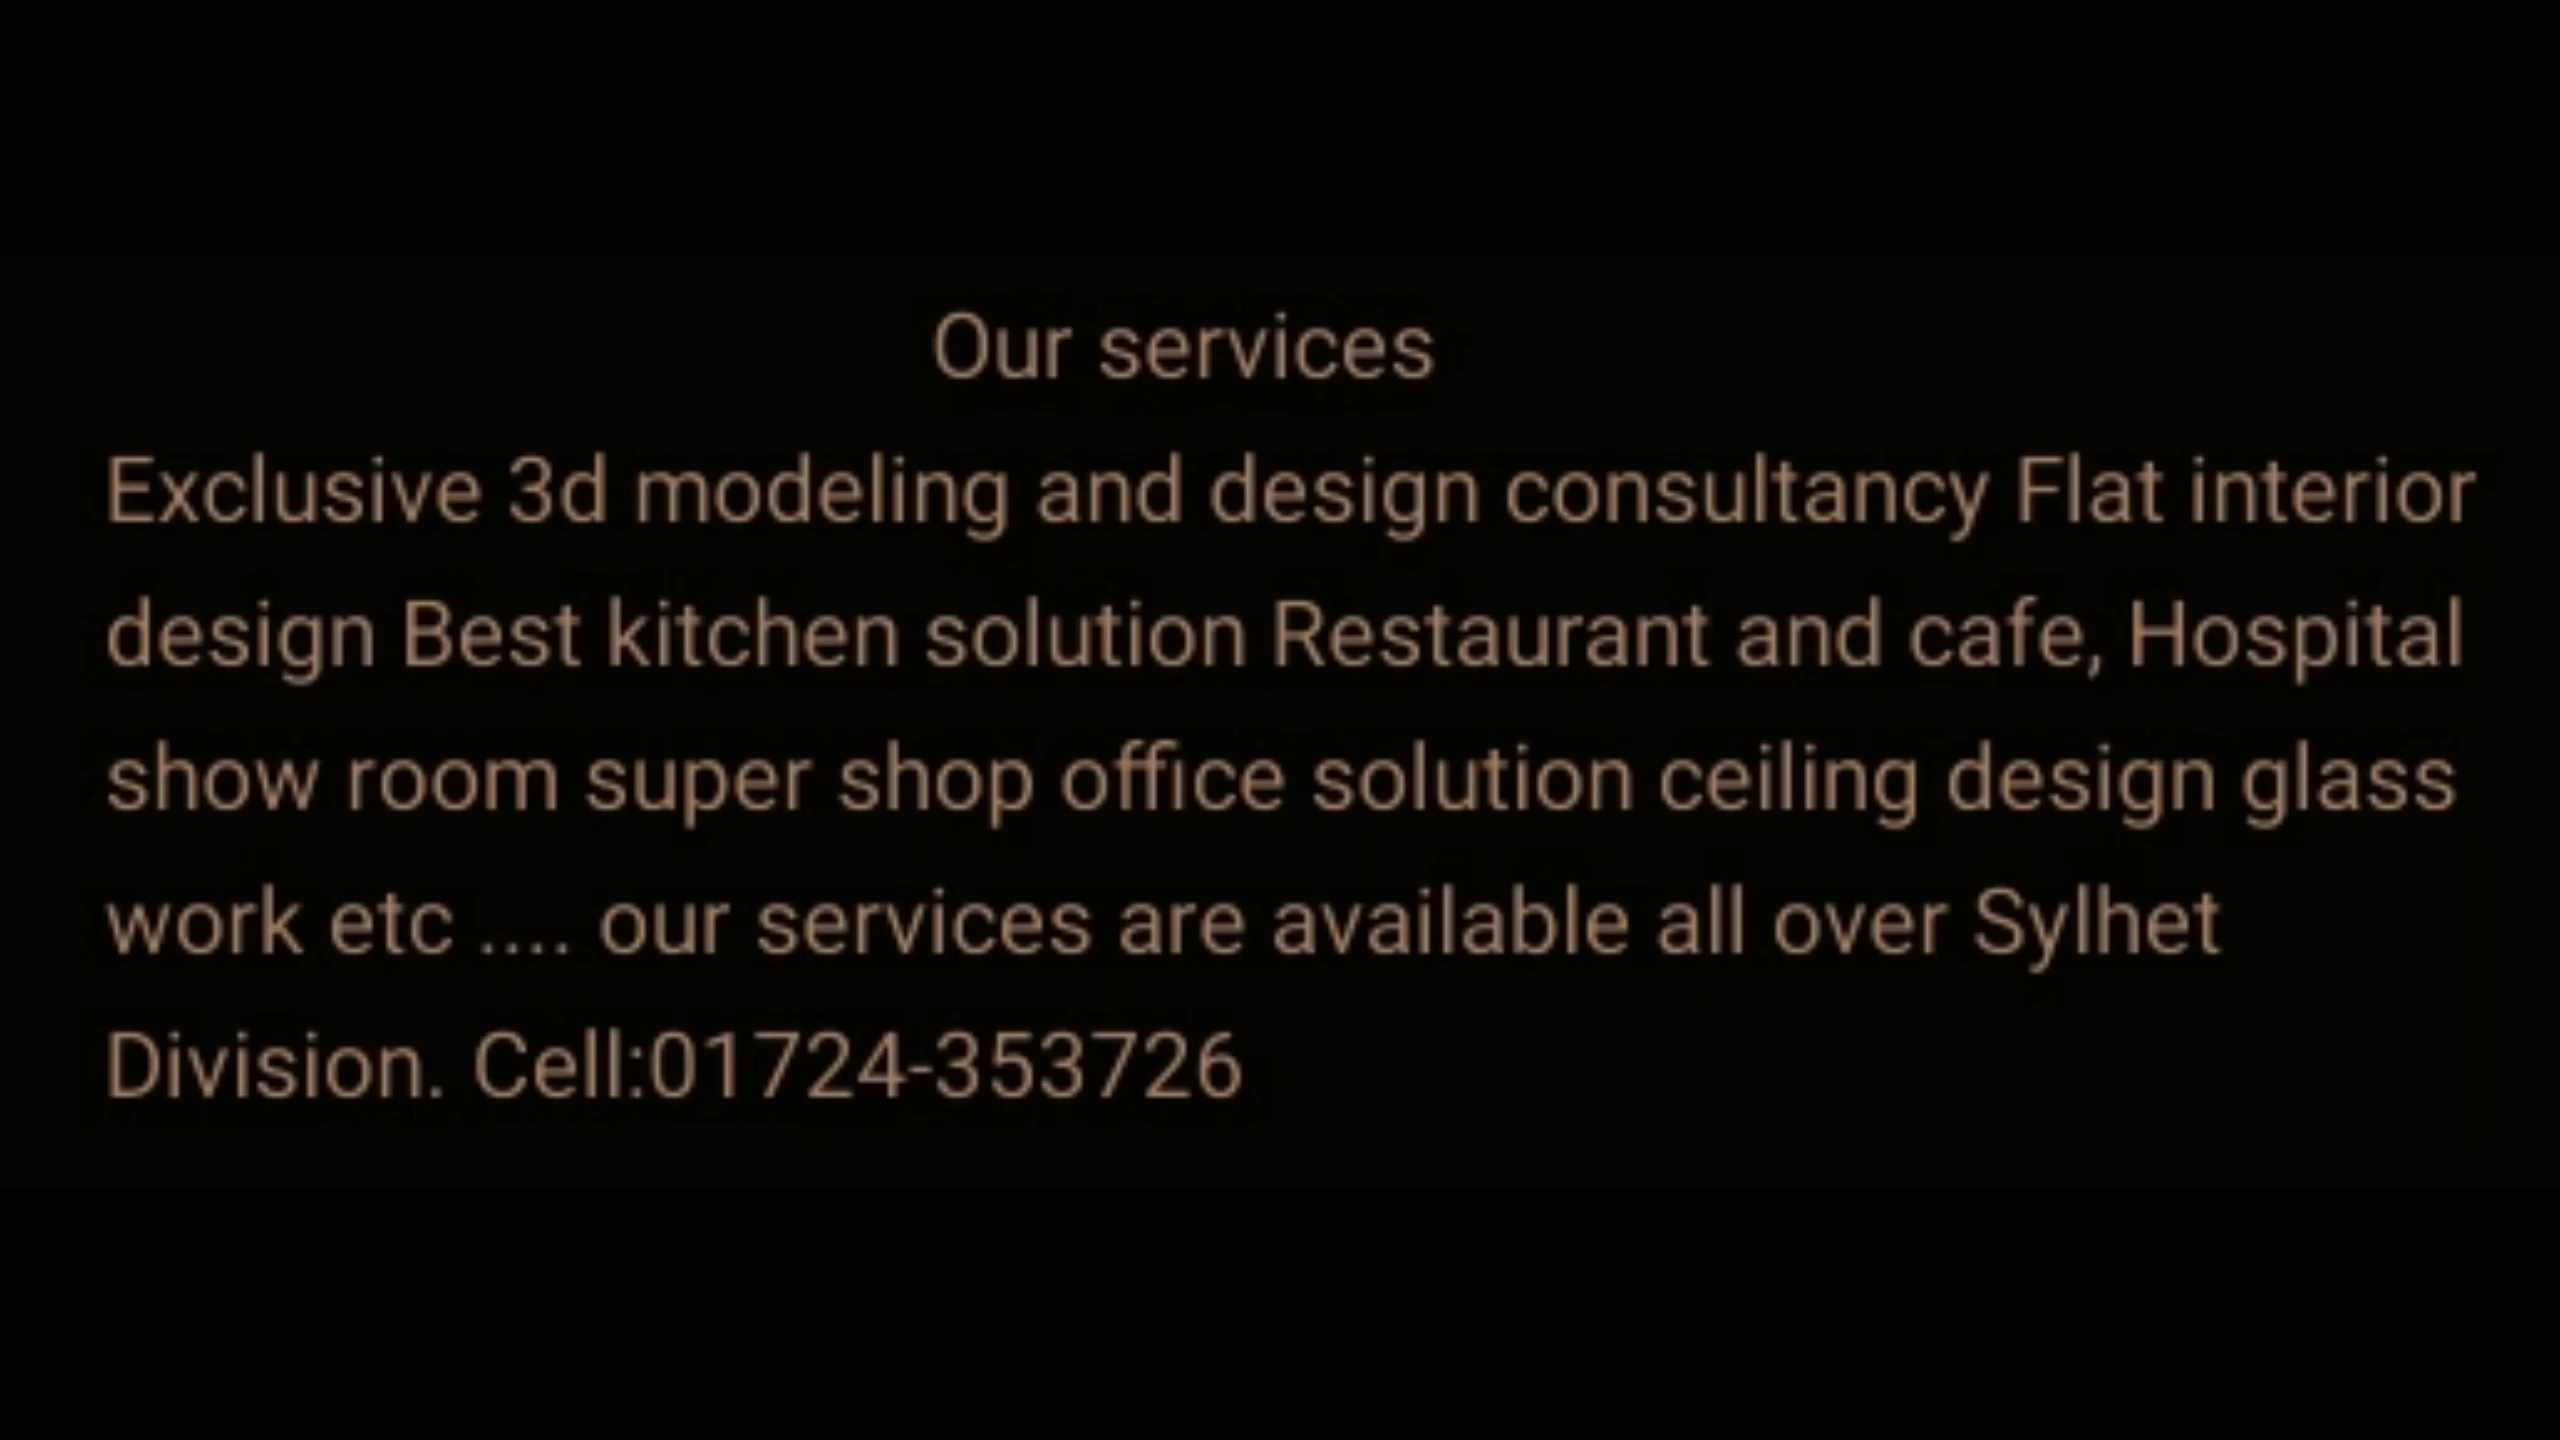 Our services
Exclusive 3d modeling and design consultancy Flat interior
design Best kitchen solution Restaurant and cafe, Hospital
show room super shop office solution ceiling design glass
work etc .... our services are available all over Sylhet
Division. Cell:01724-353726